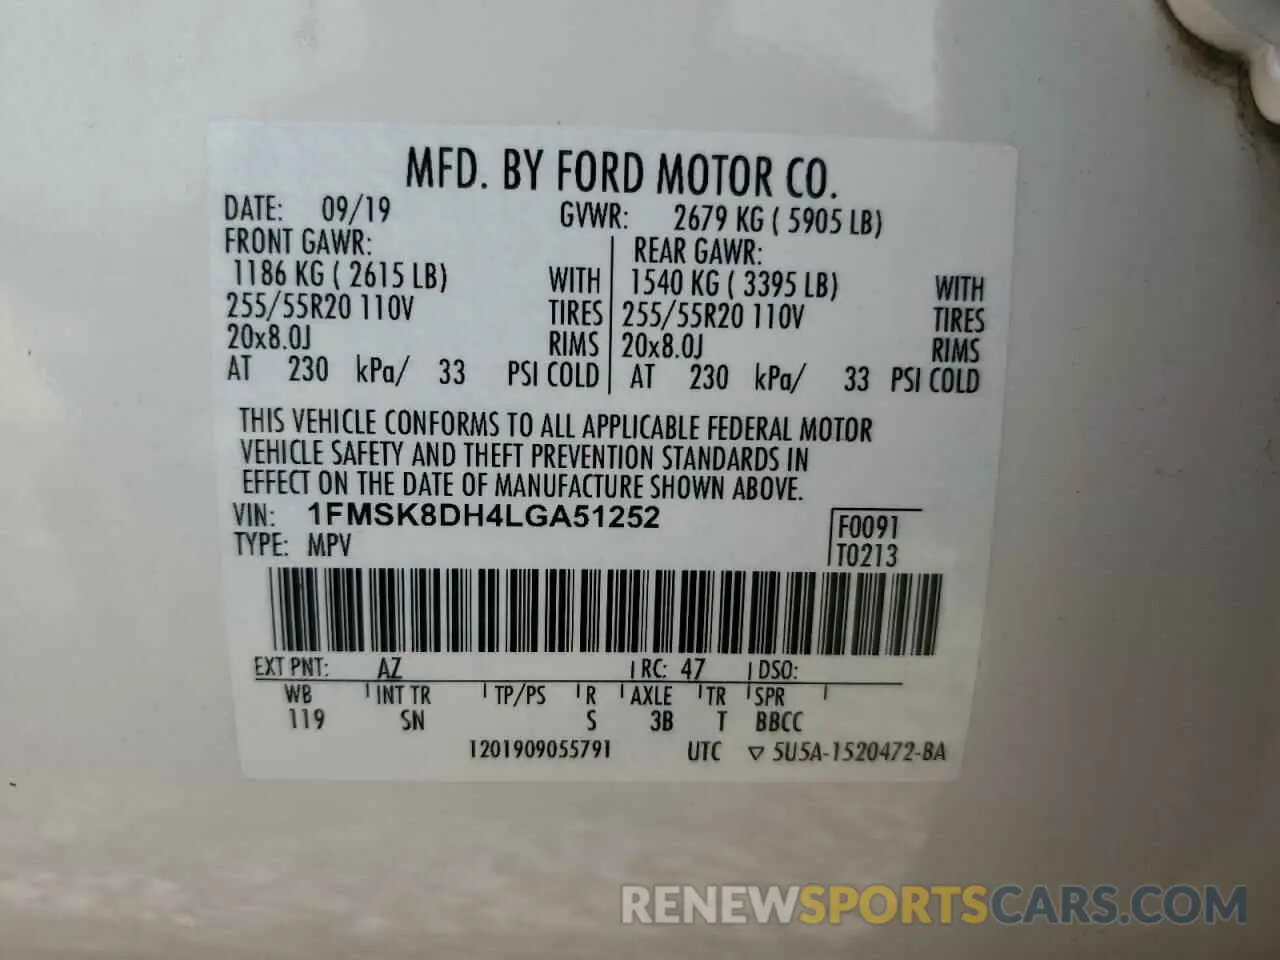 MFD. BY FORD MOTOR CO.
DATE: 09/19 GVWR: 2679 KG ( 5905 LB)
FRONT GAWR: REAR GAWR:
1186 KG ( 2615 LB) WITH 1540 KG ( 3395 LB) WITH
255/55R20 110V TIRES 255/55R20 110V TIRES
20x8.0J RIMS 20x8.0J RIMS
AT 230 kPa/ 33 PSI COLD AT 230 kPa/ 33 PSI COLD
THIS VEHICLE CONFORMS TO ALL APPLICABLE FEDERAL MOTOR
VEHICLE SAFETY AND THEFT PREVENTION STANDARDS IN
EFFECT ON THE DATE OF MANUFACTURE SHOWN ABOVE.
VIN: 1FMSK8DH4LGA51252 F0091
TYPE: MPV T0213
EXT PNT: AZ RC: 47 DSO:
WB INT TR TP/PS R AXLE TR SPR
119 SN S 3B T BBCC
1201909055791 UTC ▽ 5U5A-1520472-BA
RENEWSPORTSCARS.COM